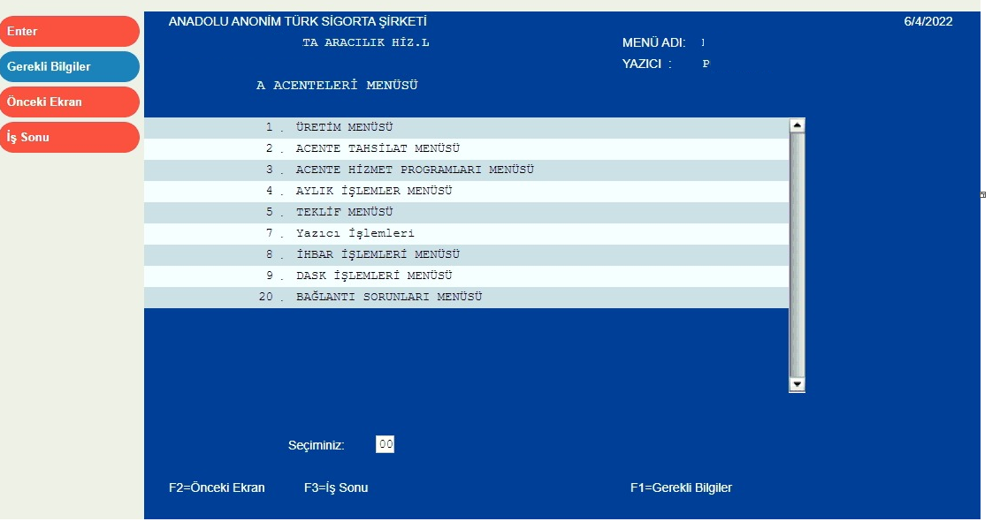 Enter
Gerekli Bilgiler
Önceki Ekran
İş Sonu
ANADOLU ANONİM TÜRK SİGORTA ŞİRKETİ 6/4/2022
TA ARACILIK HİZ.L MENÜ ADI:
YAZICI : P
A ACENTELERİ MENÜSÜ
1 . ÜRETİM MENÜSÜ
2 . ACENTE TAHSİLAT MENÜSÜ
3 . ACENTE HİZMET PROGRAMLARI MENÜSÜ
4 . AYLIK İŞLEMLER MENÜSÜ
5 . TEKLİF MENÜSÜ
7 . Yazıcı İşlemleri
8 . İHBAR İŞLEMLERİ MENÜSÜ
9 . DASK İŞLEMLERİ MENÜSÜ
20 . BAĞLANTI SORUNLARI MENÜSÜ
Seçiminiz: 00
F2=Önceki Ekran F3=İş Sonu F1=Gerekli Bilgiler